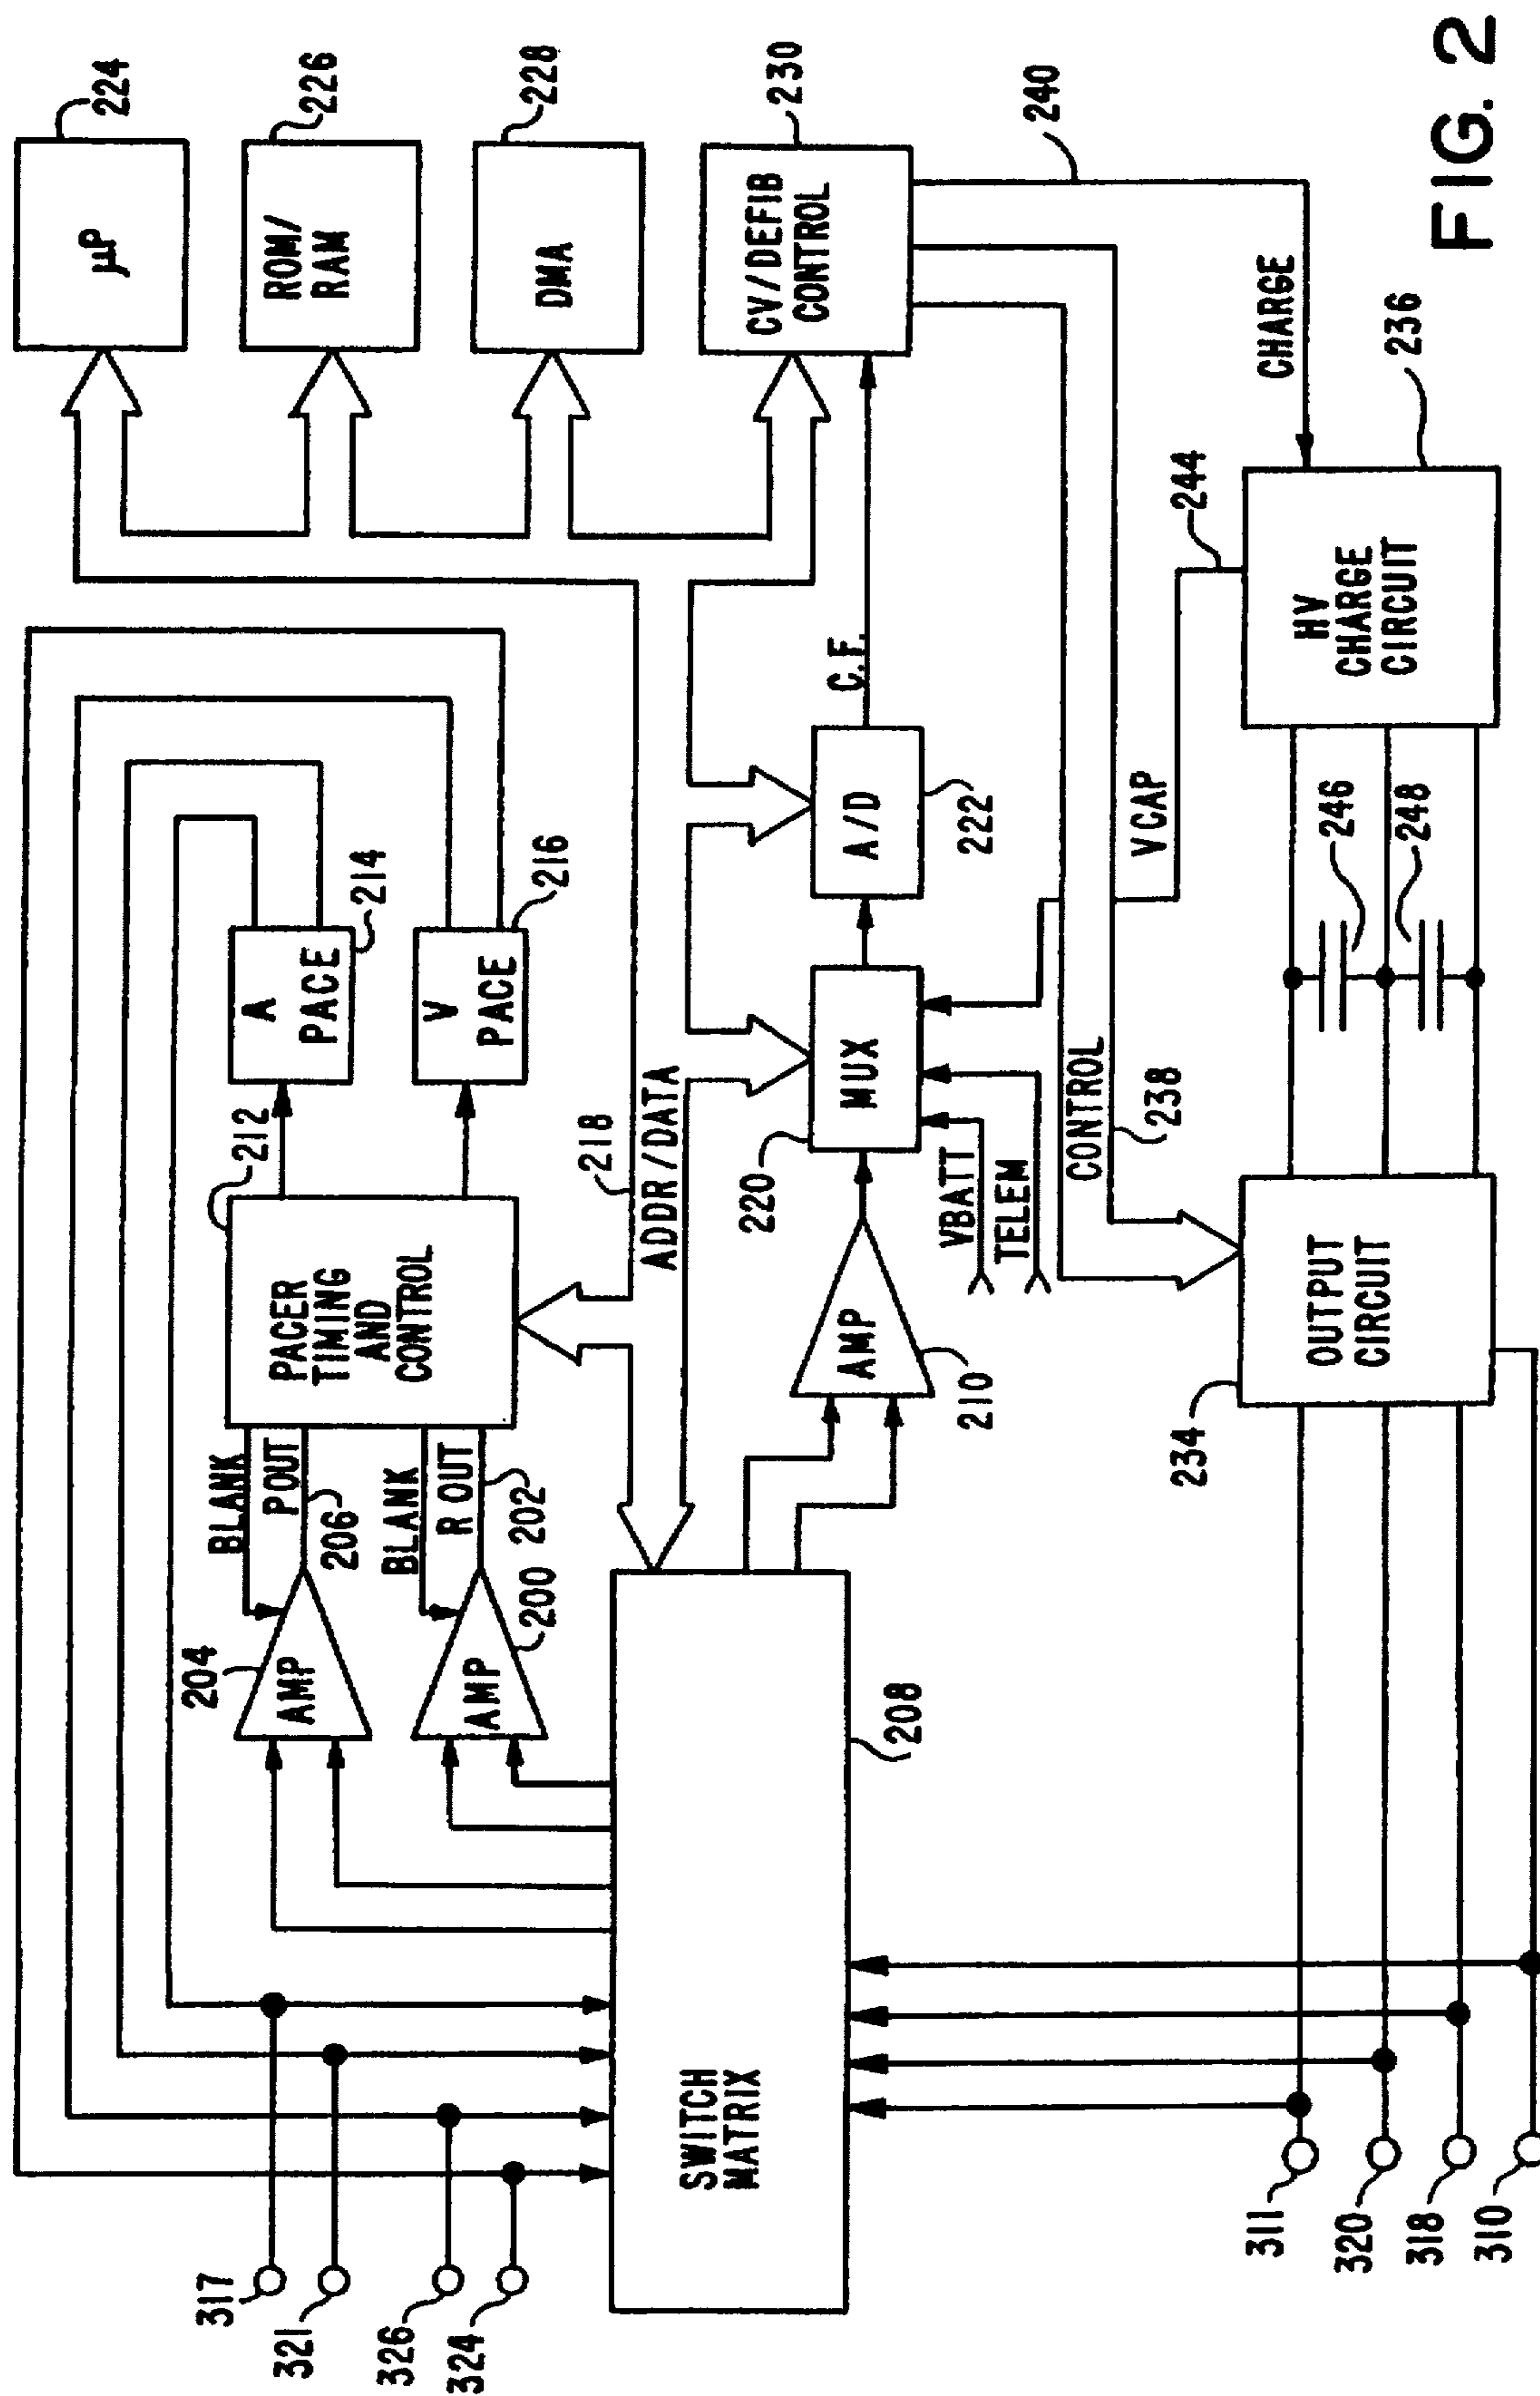 317
321
326
324
204
AMP
BLANK
POUT
206
BLANK
R OUT
202
AMP
200
PACER
TIMING
AND
CONTROL
212
A
PACE
214
V
PACE
216
μP
224
ROM/
RAM
226
DMA
228
CV/DEFIB
CONTROL
230
218
ADDR/DATA
SWITCH
MATRIX
208
AMP
210
220
MUX
A/D
222
C.F.
VBATT
TELEM
CONTROL
238
VCAP
244
CHARGE
240
311
320
318
310
234
OUTPUT
CIRCUIT
246
248
HV
CHARGE
CIRCUIT
236
FIG. 2